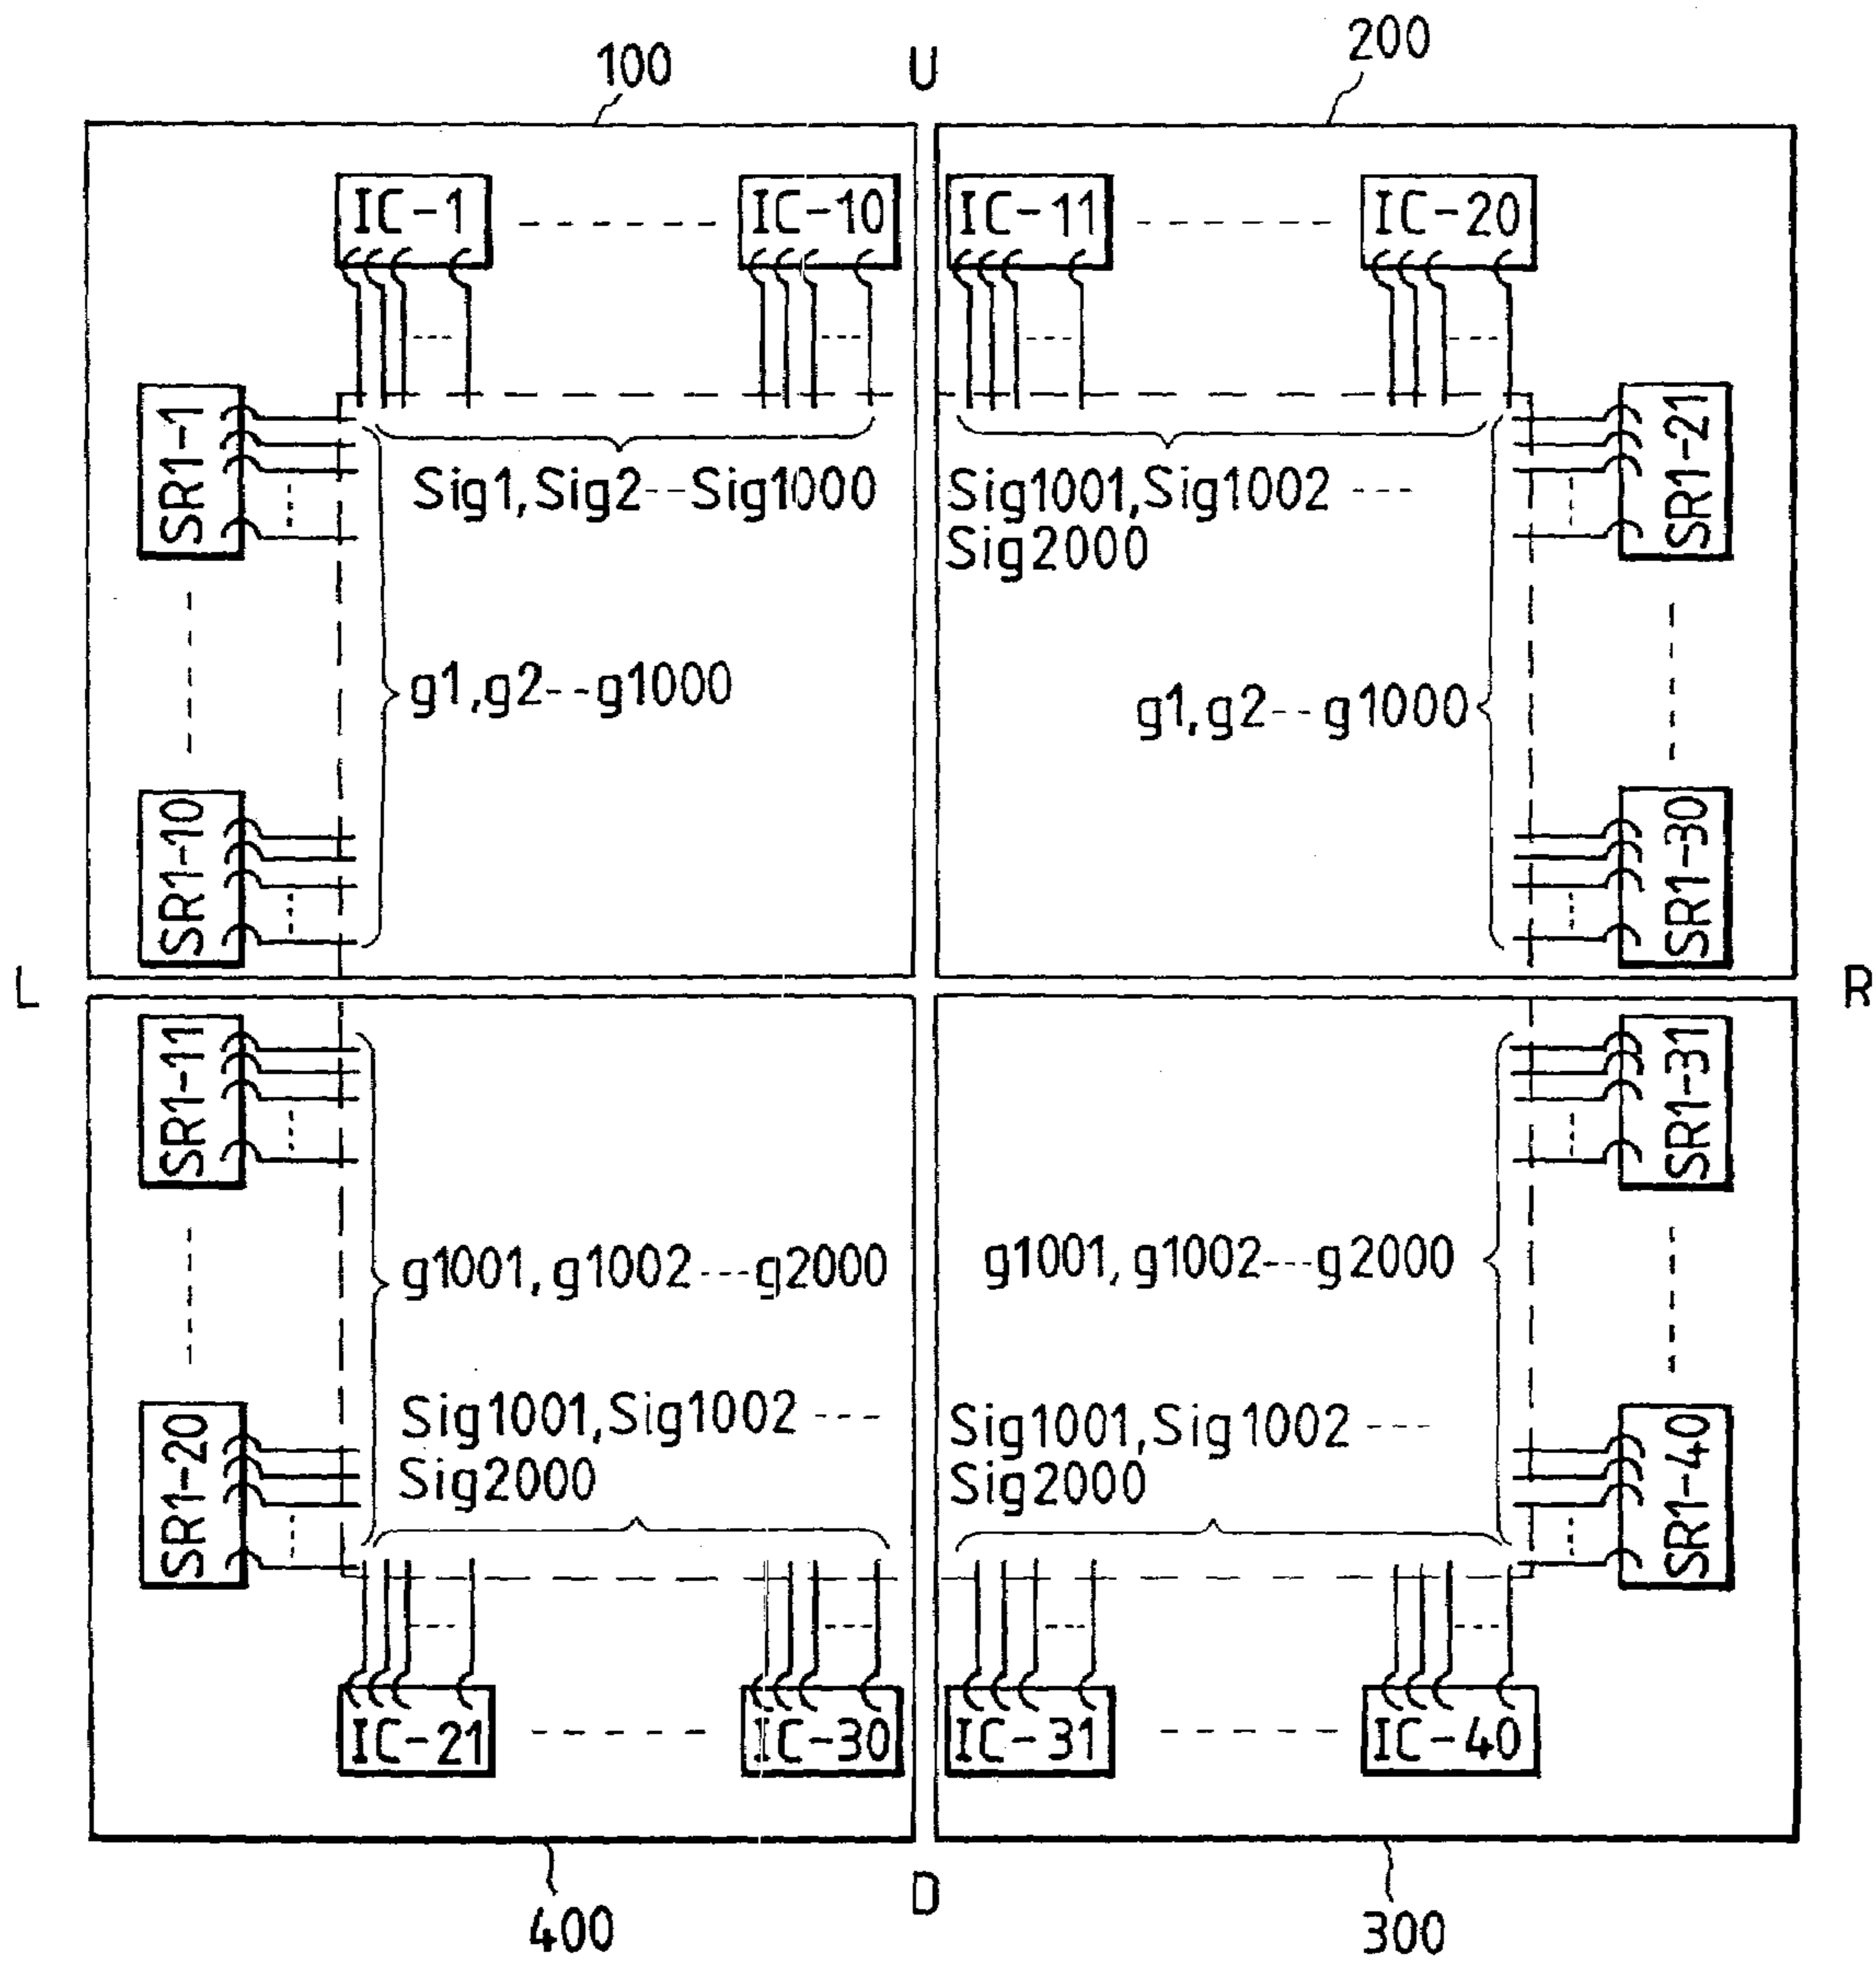 100
U
200
IC-1
IC-10
IC-11
IC-20
SR1-1
Sig1, Sig2--Sig1000
Sig1001, Sig1002 ---
Sig2000
SR1-21
g1, g2--g1000
g1, g2--g1000
SR1-10
SR1-30
L
R
SR1-11
SR1-31
g1001, g1002---g2000
g1001, g1002---g2000
SR1-20
Sig1001, Sig1002 ---
Sig2000
Sig1001, Sig1002 ---
Sig2000
SR1-40
IC-21
IC-30
IC-31
IC-40
400
D
300